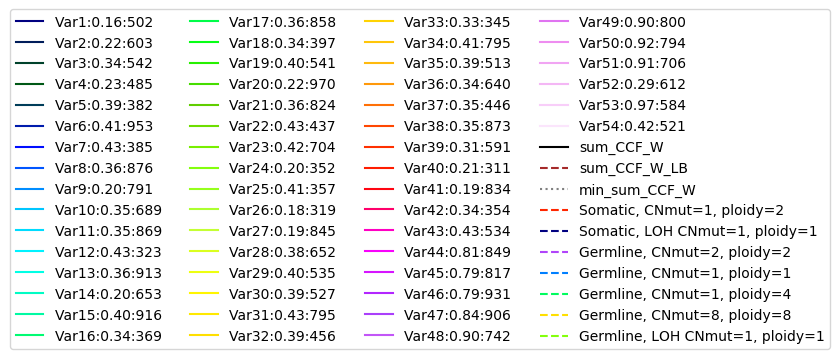 Var1:0.16:502
Var2:0.22:603
Var3:0.34:542
Var4:0.23:485
Var5:0.39:382
Var6:0.41:953
Var7:0.43:385
Var8:0.36:876
Var9:0.20:791
Var10:0.35:689
Var11:0.35:869
Var12:0.43:323
Var13:0.36:913
Var14:0.20:653
Var15:0.40:916
Var16:0.34:369
Var17:0.36:858
Var18:0.34:397
Var19:0.40:541
Var20:0.22:970
Var21:0.36:824
Var22:0.43:437
Var23:0.42:704
Var24:0.20:352
Var25:0.41:357
Var26:0.18:319
Var27:0.19:845
Var28:0.38:652
Var29:0.40:535
Var30:0.39:527
Var31:0.43:795
Var32:0.39:456
Var33:0.33:345
Var34:0.41:795
Var35:0.39:513
Var36:0.34:640
Var37:0.35:446
Var38:0.35:873
Var39:0.31:591
Var40:0.21:311
Var41:0.19:834
Var42:0.34:354
Var43:0.43:534
Var44:0.81:849
Var45:0.79:817
Var46:0.79:931
Var47:0.84:906
Var48:0.90:742
Var49:0.90:800
Var50:0.92:794
Var51:0.91:706
Var52:0.29:612
Var53:0.97:584
Var54:0.42:521
sum_CCF_W
sum_CCF_W_LB
min_sum_CCF_W
Somatic, CNmut=1, ploidy=2
Somatic, LOH CNmut=1, ploidy=1
Germline, CNmut=2, ploidy=2
Germline, CNmut=1, ploidy=1
Germline, CNmut=1, ploidy=4
Germline, CNmut=8, ploidy=8
Germline, LOH CNmut=1, ploidy=1